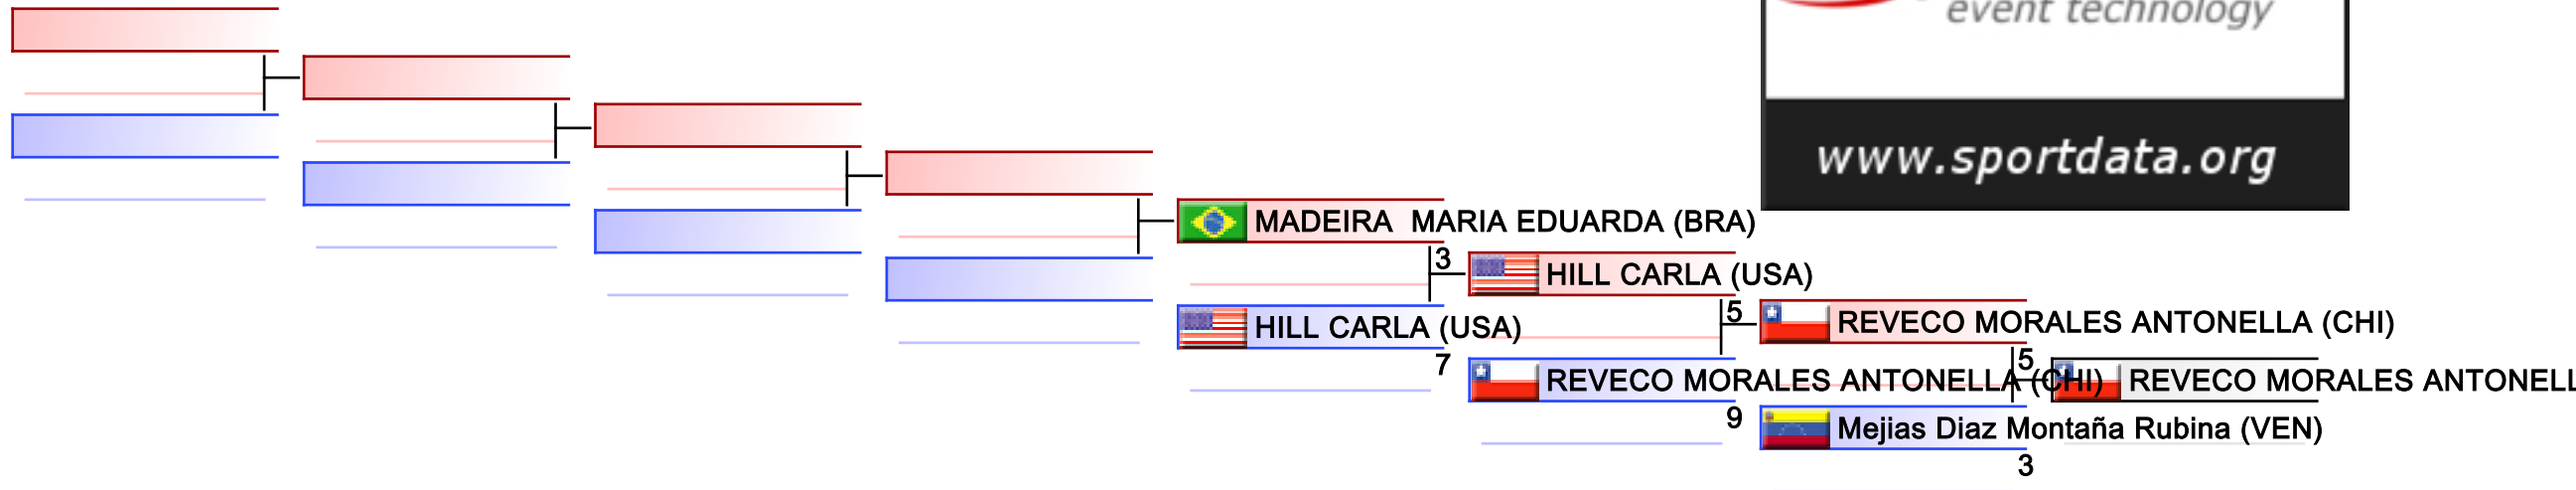 event technology
www.sportdata.org
MADEIRA  MARIA EDUARDA (BRA)
3
HILL CARLA (USA)
HILL CARLA (USA)
7
5
REVECO MORALES ANTONELLA (CHI)
REVECO MORALES ANTONELLA (CHI)
9
5
REVECO MORALES ANTONELL
Mejias Diaz Montaña Rubina (VEN)
3